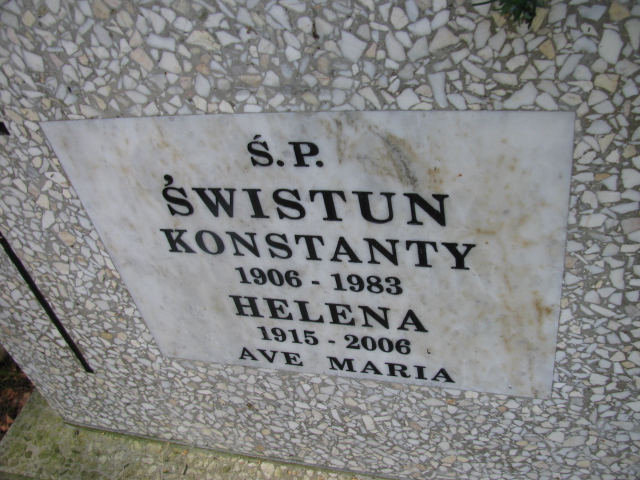 Ś.P.
ŚWISTUN
KONSTANTY
1906 - 1983
HELENA
1915 - 2006
AVE MARIA